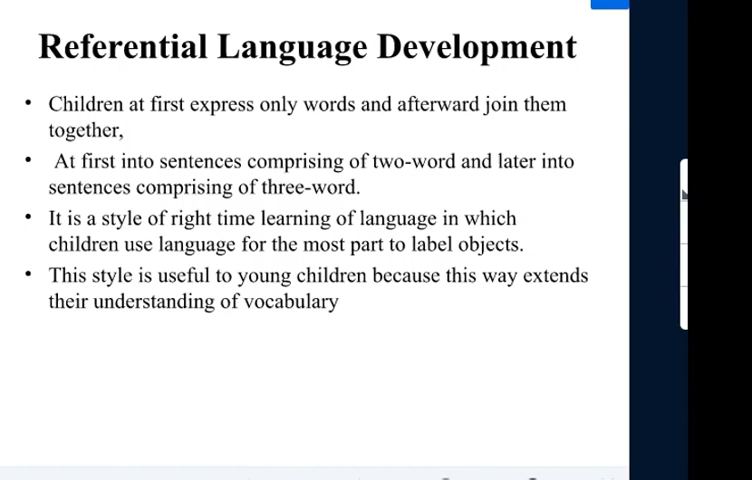 Referential Language Development
• Children at first express only words and afterward join them
together,
• At first into sentences comprising of two-word and later into
sentences comprising of three-word.
• It is a style of right time learning of language in which
children use language for the most part to label objects.
• This style is useful to young children because this way extends
their understanding of vocabulary